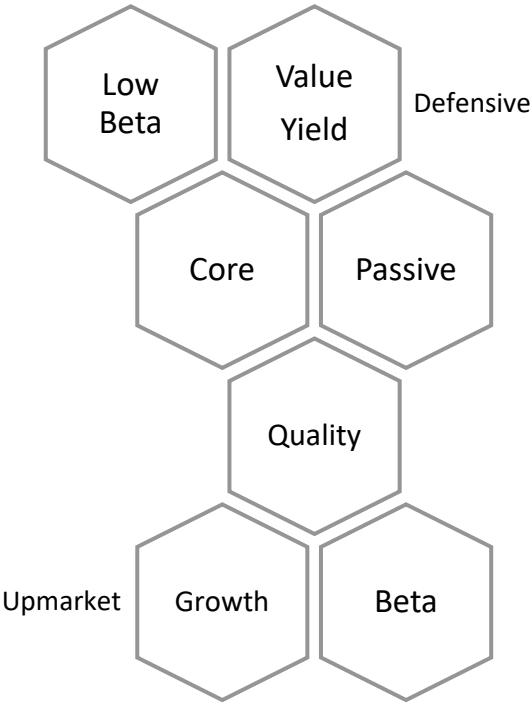 Low
Beta
Value
Yield
Defensive
Core
Passive
Quality
Upmarket
Growth
Beta